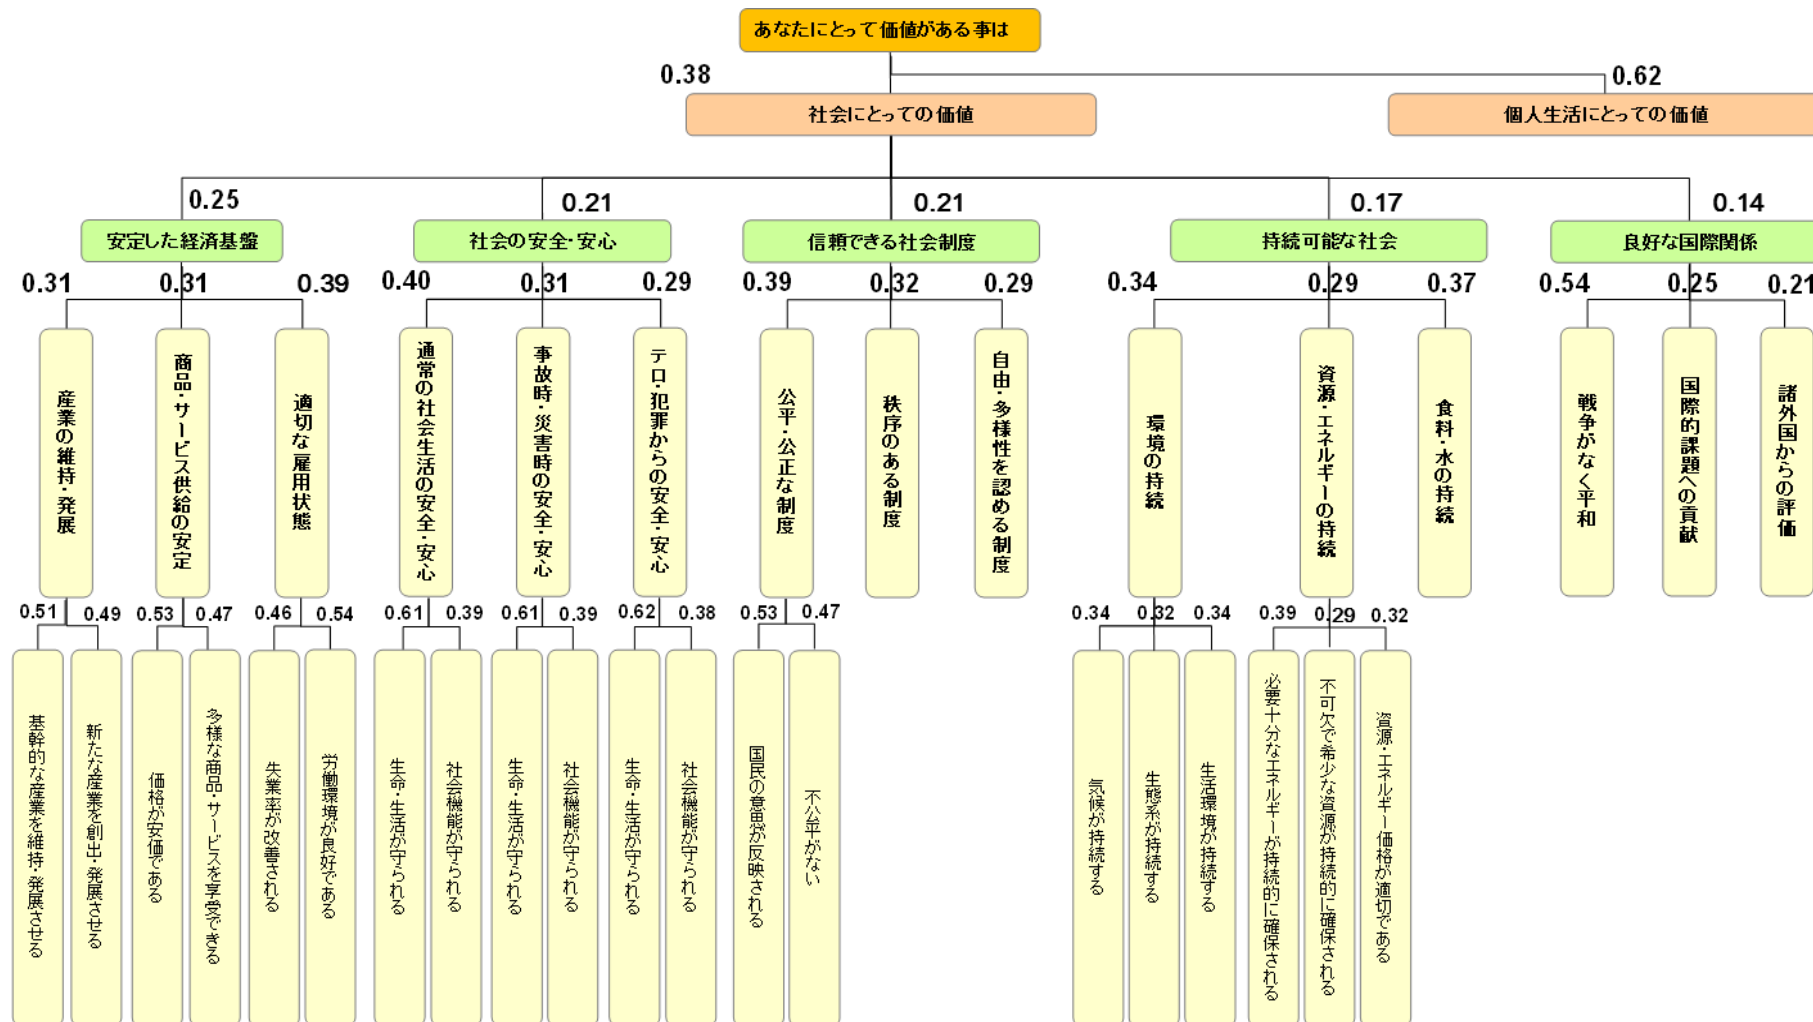 あなたにとって価値がある事は
0.38
0.62
社会にとっての価値
個人生活にとっての価値
0.25
0.21
0.21
0.17
0.14
安定した経済基盤
社会の安全・安心
信頼できる社会制度
持続可能な社会
良好な国際関係
0.31
0.31
0.39
0.40
0.31
0.29
0.39
0.32
0.29
0.34
0.29
0.37
0.54
0.25
0.21
産業の維持・発展
商品・サービス供給の安定
適切な雇用状態
通常の社会生活の安全・安心
事故時・災害時の安全・安心
テロ・犯罪からの安全・安心
公平・公正な制度
秩序のある制度
自由・多様性を認める制度
環境の持続
資源・エネルギーの持続
食料・水の持続
戦争がなく平和
国際的課題への貢献
諸外国からの評価
0.51
0.49
0.53
0.47
0.46
0.54
0.61
0.39
0.61
0.39
0.62
0.38
0.53
0.47
0.34
0.32
0.34
0.39
0.29
0.32
基幹的な産業を維持・発展させる
新たな産業を創出・発展させる
価格が安価である
多様な商品・サービスを享受できる
失業率が改善される
労働環境が良好である
生命・生活が守られる
社会機能が守られる
生命・生活が守られる
社会機能が守られる
生命・生活が守られる
社会機能が守られる
国民の意思が反映される
不公平がない
気候が持続する
生態系が持続する
生活環境が持続する
必要十分なエネルギーが持続的に確保される
不可欠で希少な資源が持続的に確保される
資源・エネルギー価格が適切である